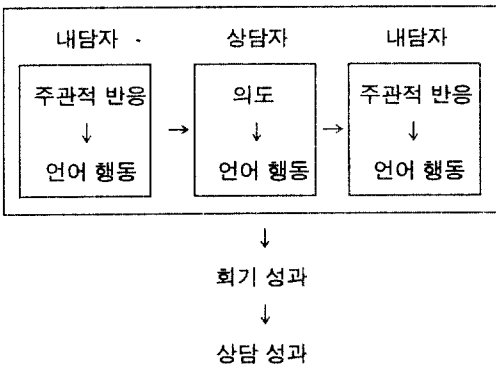 내담자 상담자 내담자
주관적 반응 의도 주관적 반응
↓ ↓ ↓
→ →
언어 행동 언어 행동 언어 행동
↓
회기 성과
↓
상담 성과